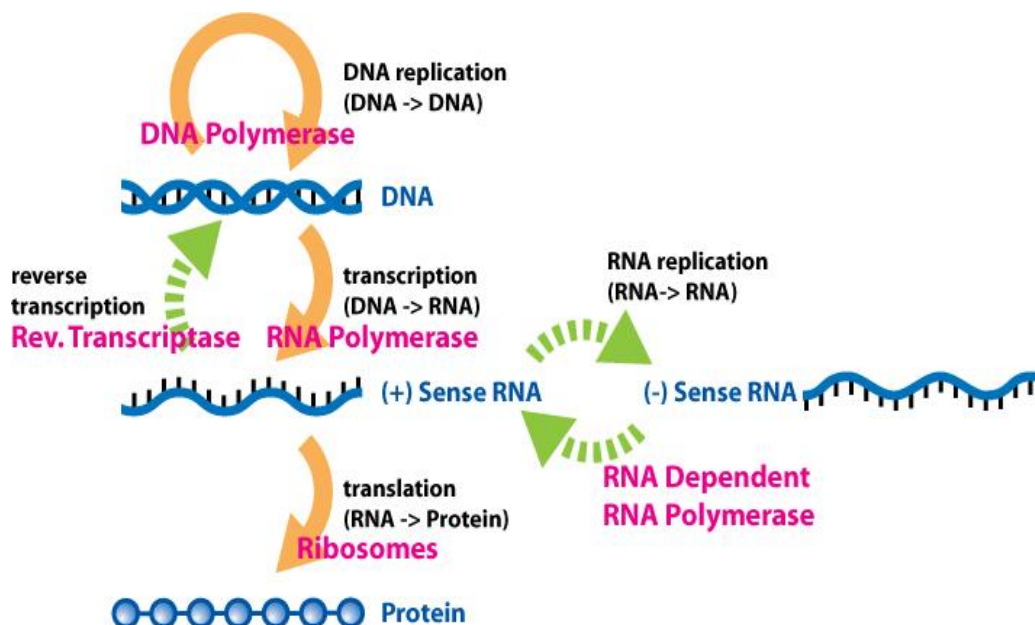 DNA replication
(DNA -> DNA)
DNA Polymerase
DNA
reverse
transcription
Rev. Transcriptase
transcription
(DNA -> RNA)
RNA Polymerase
RNA replication
(RNA-> RNA)
(+) Sense RNA
(-) Sense RNA
RNA Dependent
RNA Polymerase
translation
(RNA -> Protein)
Ribosomes
Protein